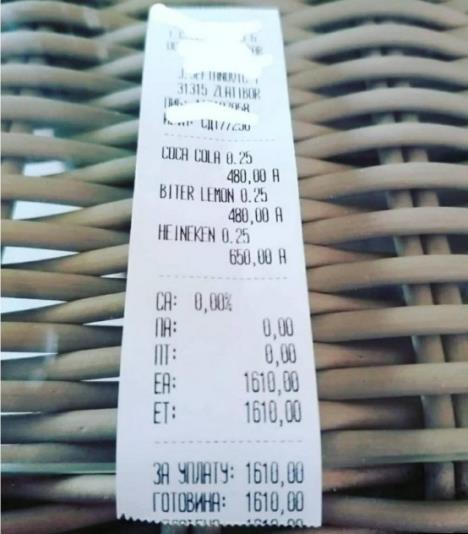 31315 ZLATIBOR
COCA COLA 0.25
480,00 A
BITER LEMON 0.25
480,00 A
HEINEKEN 0.25
650,00 A
СА: 0,00%
ПА: 0,00
ПТ: 0,00
ЕА: 1610,00
ЕТ: 1610,00
ЗА УПЛАТУ: 1610,00
ГОТОВИНА: 1610,00